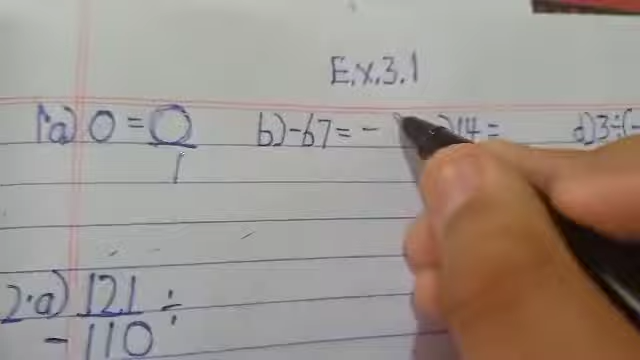 Ex.3.1
1a) 0 = 0/1 b) -67 = - c) 14 = d) 3÷(-
2.a) 121/-110 ÷